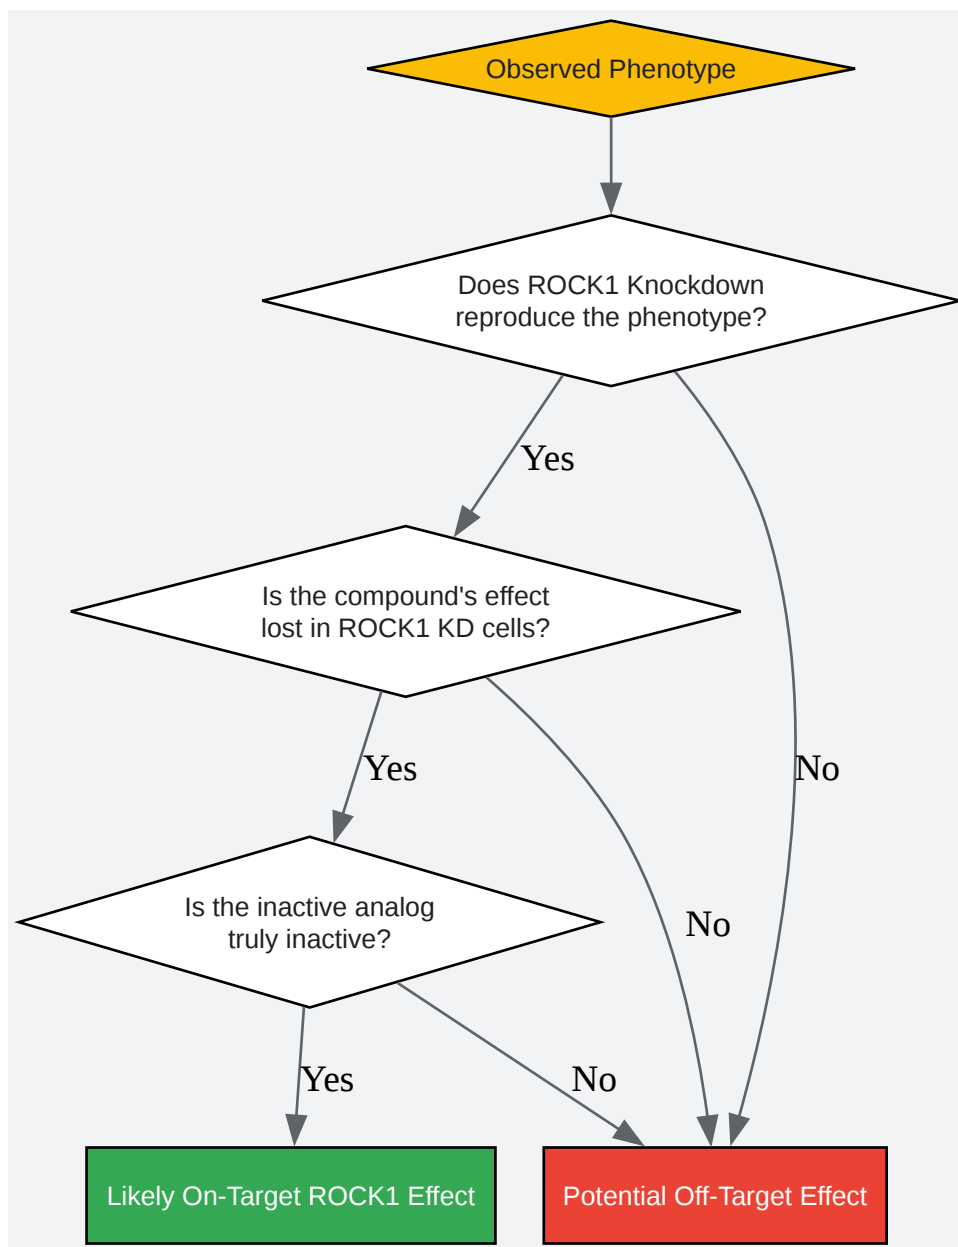 Observed Phenotype
Does ROCK1 Knockdown
reproduce the phenotype?
Yes
Is the compound's effect
lost in ROCK1 KD cells?
Yes
No
Is the inactive analog
truly inactive?
No
Yes
No
Likely On-Target ROCK1 Effect
Potential Off-Target Effect